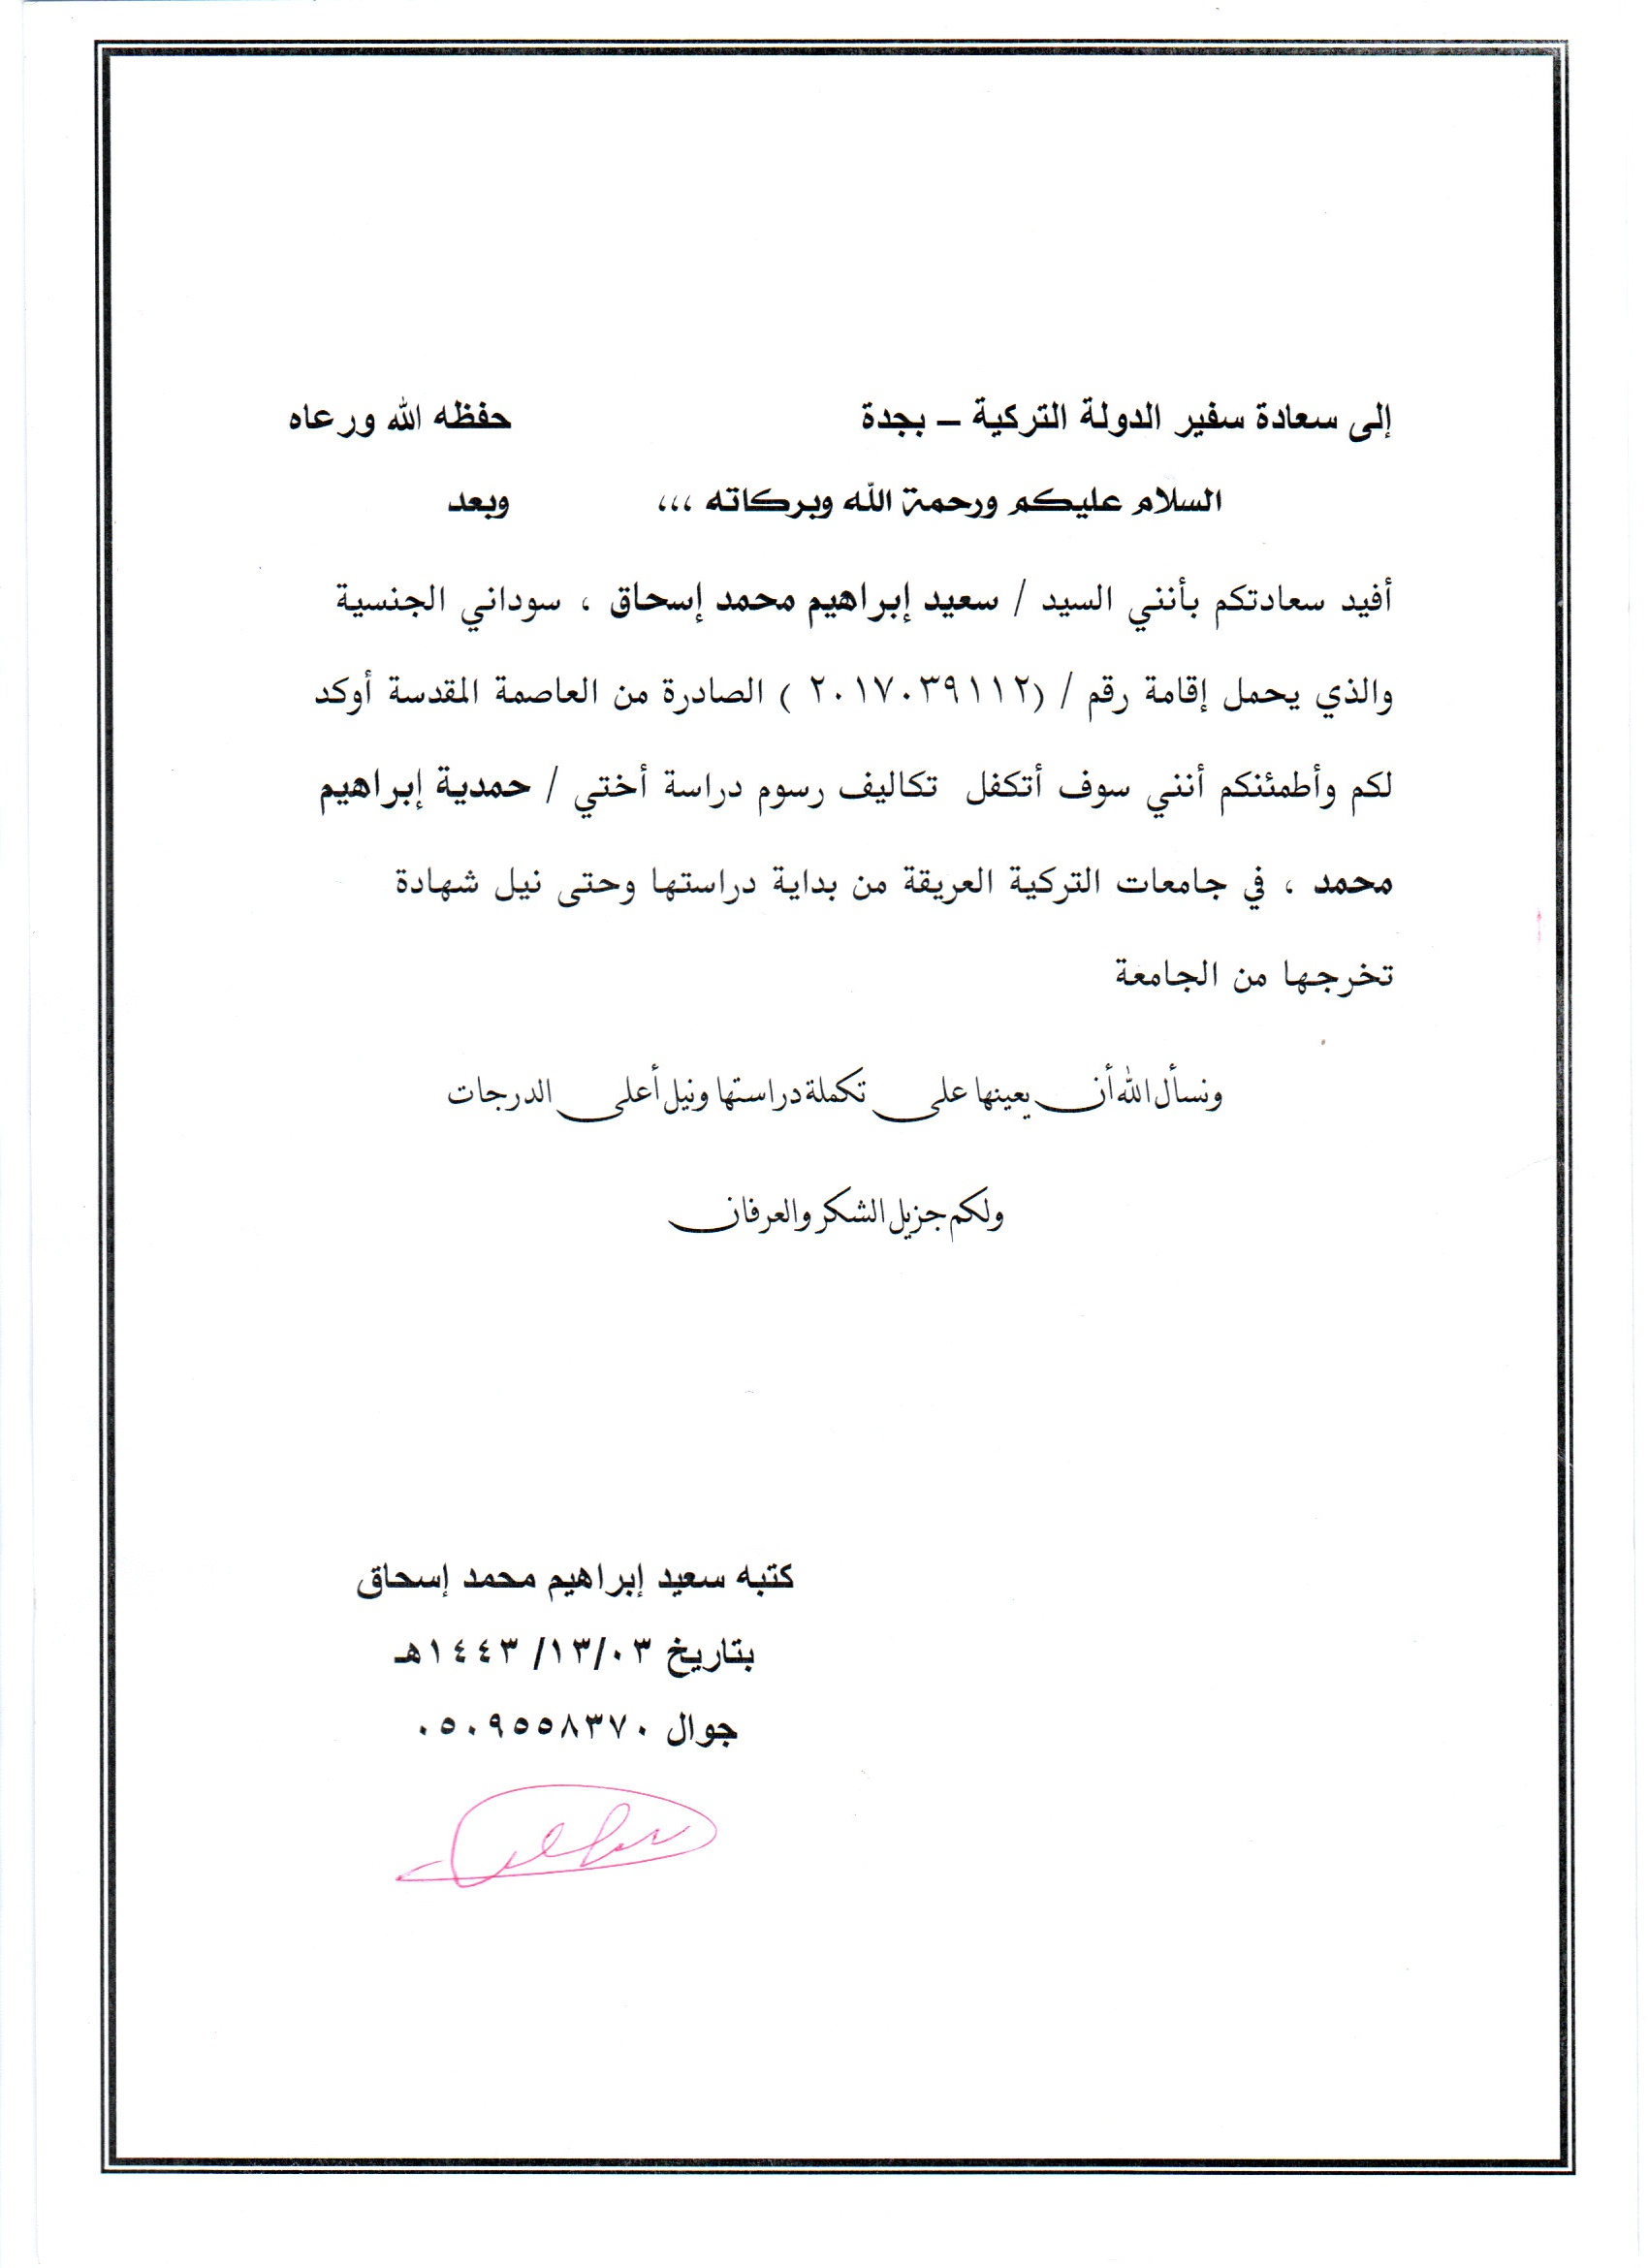 إلى سعادة سفير الدولة التركية – بجدة حفظه الله ورعاه
السلام عليكم ورحمة الله وبركاته ،،، وبعد
أفيد سعادتكم بأنني السيد / سعيد إبراهيم محمد إسحاق ، سوداني الجنسية
والذي يحمل إقامة رقم / (٢٠١٧٠٣٩١١٢ ) الصادرة من العاصمة المقدسة أوكد
لكم وأطمئنكم أنني سوف أتكفل تكاليف رسوم دراسة أختي / حمدية إبراهيم
محمد ، في جامعات التركية العريقة من بداية دراستها وحتى نيل شهادة
تخرجها من الجامعة
ونسأل الله أن يعينها على تكملة دراستها ونيل أعلى الدرجات
ولكم جزيل الشكر والعرفان
كتبه سعيد إبراهيم محمد إسحاق
بتاريخ ١٣/٠٣/ ١٤٤٣هـ
جوال ٠٥٠٩٥٥٨٣٧٠